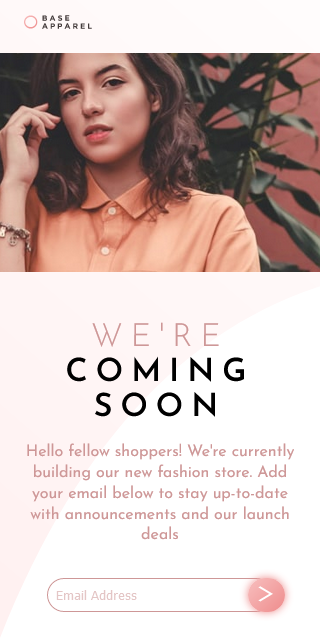 BASE
APPAREL
WE'RE
COMING
SOON
Hello fellow shoppers! We're currently
building our new fashion store. Add
your email below to stay up-to-date
with announcements and our launch
deals
Email Address